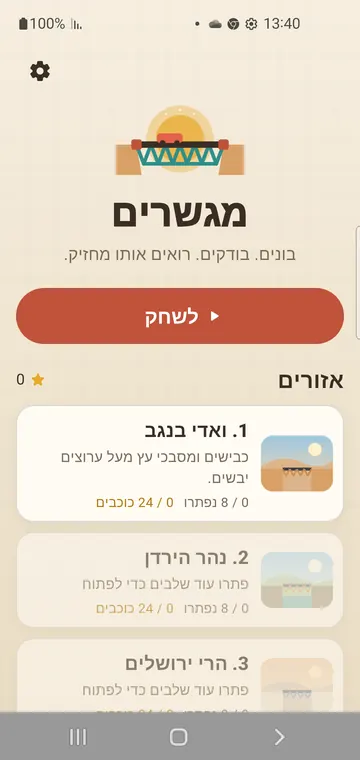 100% 13:40
מגשרים
בונים. בודקים. רואים אותו מחזיק.
לשחק
אזורים
0
1. ואדי בנגב
כבישים ומסבכי עץ מעל ערוצים
יבשים.
0 / 8 נפתרו 0 / 24 כוכבים
2. נהר הירדן
פתרו עוד שלבים כדי לפתוח
0 / 8 נפתרו 0 / 24 כוכבים
3. הרי ירושלים
פתרו עוד שלבים כדי לפתוח